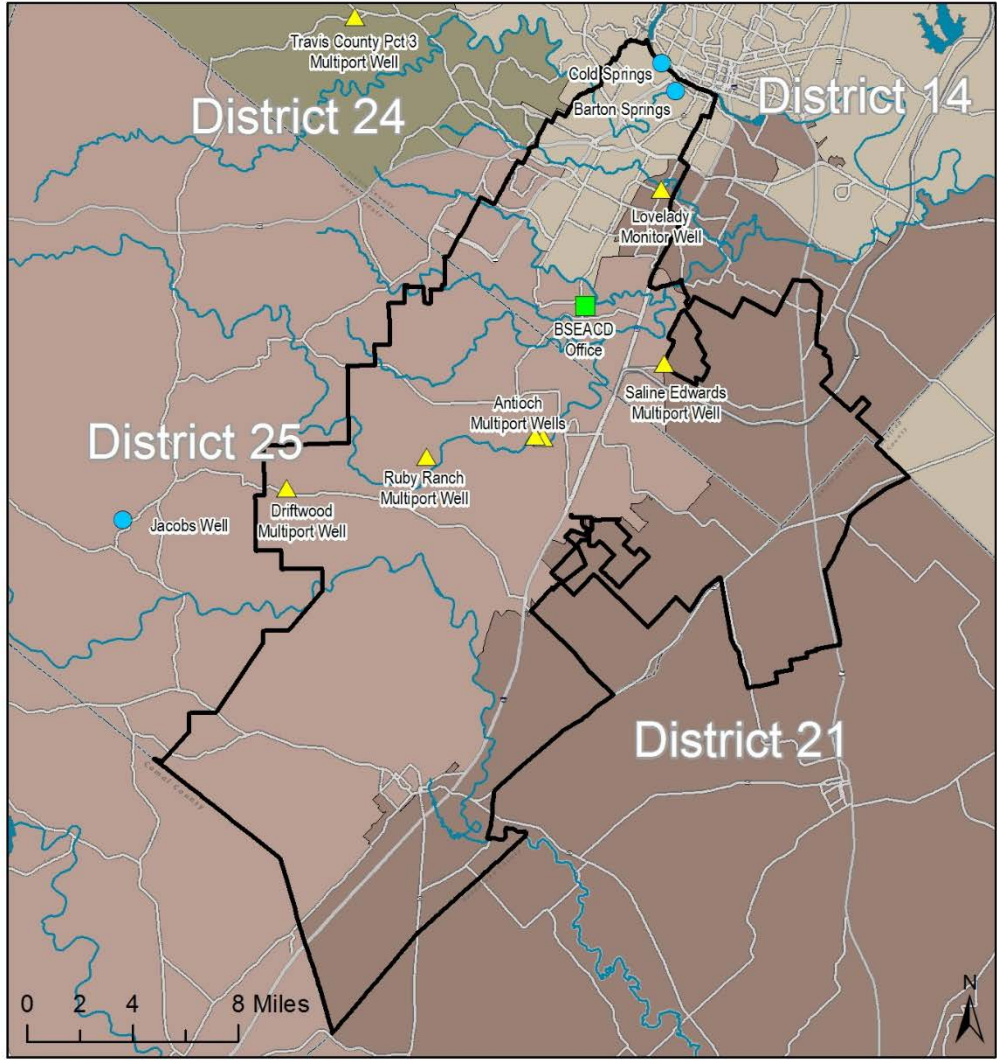 Travis County Pct 3
Multiport Well
Cold Springs
Barton Springs
District 24
District 14
Lovelady
Monitor Well
BSEACD
Office
Saline Edwards
Multiport Well
Antioch
Multiport Wells
District 25
Ruby Ranch
Multiport Well
Driftwood
Multiport Well
Jacobs Well
District 21
Comal County
0 2 4 8 Miles
N